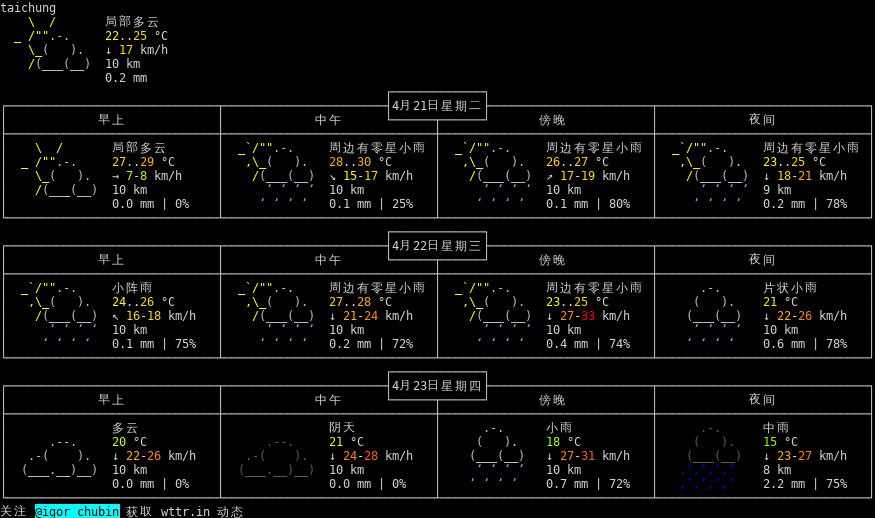 taichung
局部多云
22..25 °C
↓ 17 km/h
10 km
0.2 mm
4月21日星期二
早上 中午 傍晚 夜间
局部多云 周边有零星小雨 周边有零星小雨 周边有零星小雨
27..29 °C 28..30 °C 26..27 °C 23..25 °C
→ 7-8 km/h ↘ 15-17 km/h ↗ 17-19 km/h ↓ 18-21 km/h
10 km 10 km 10 km 9 km
0.0 mm | 0% 0.1 mm | 25% 0.1 mm | 80% 0.2 mm | 78%
4月22日星期三
早上 中午 傍晚 夜间
小阵雨 周边有零星小雨 周边有零星小雨 片状小雨
24..26 °C 27..28 °C 23..25 °C 21 °C
↖ 16-18 km/h ↓ 21-24 km/h ↓ 27-33 km/h ↓ 22-26 km/h
10 km 10 km 10 km 10 km
0.1 mm | 75% 0.2 mm | 72% 0.4 mm | 74% 0.6 mm | 78%
4月23日星期四
早上 中午 傍晚 夜间
多云 阴天 小雨 中雨
20 °C 21 °C 18 °C 15 °C
↓ 22-26 km/h ↓ 24-28 km/h ↓ 27-31 km/h ↓ 23-27 km/h
10 km 10 km 10 km 8 km
0.0 mm | 0% 0.0 mm | 0% 0.7 mm | 72% 2.2 mm | 75%
关注 @igor_chubin 获取 wttr.in 动态